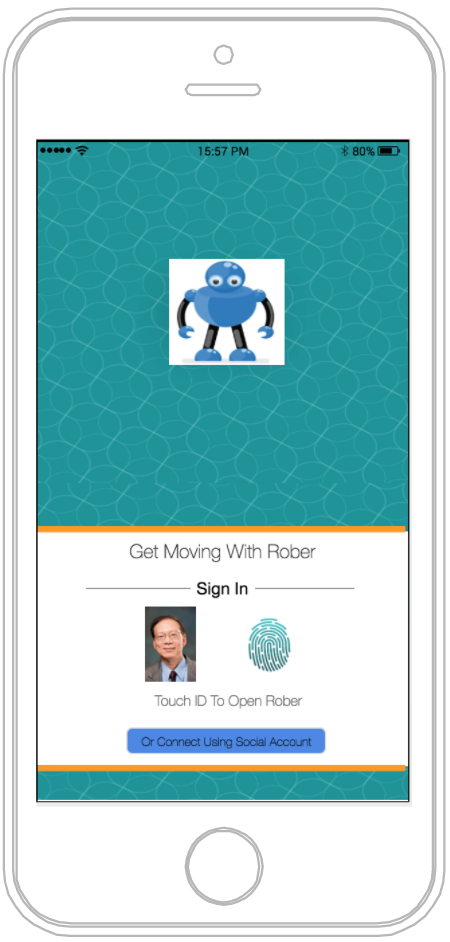 15:57 PM 80%
Get Moving With Rober
Sign In
Touch ID To Open Rober
Or Connect Using Social Account